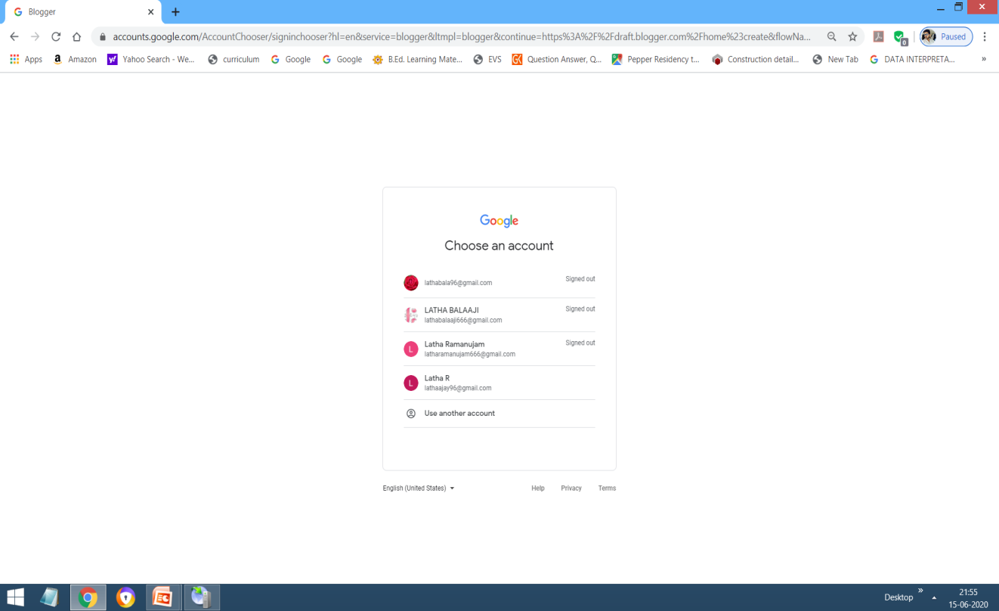 Blogger
accounts.google.com/AccountChooser/signinchooser?hl=en&service=blogger&ltmpl=blogger&continue=https%3A%2F%2Fdraft.blogger.com%2Fhome%23create&flowNa...
0
Paused
Apps Amazon Yahoo Search - We... curriculum Google Google B.Ed. Learning Mate... EVS GK Question Answer, Q... Pepper Residency t... Construction detail... New Tab DATA INTERPRETA... »
Google
Choose an account
lathabala96@gmail.com Signed out
LATHA BALAAJI Signed out
lathabalaaji666@gmail.com
L Latha Ramanujam Signed out
latharamanujam666@gmail.com
L Latha R
lathaajay96@gmail.com
Use another account
English (United States) Help Privacy Terms
Desktop » 21:55
15-06-2020